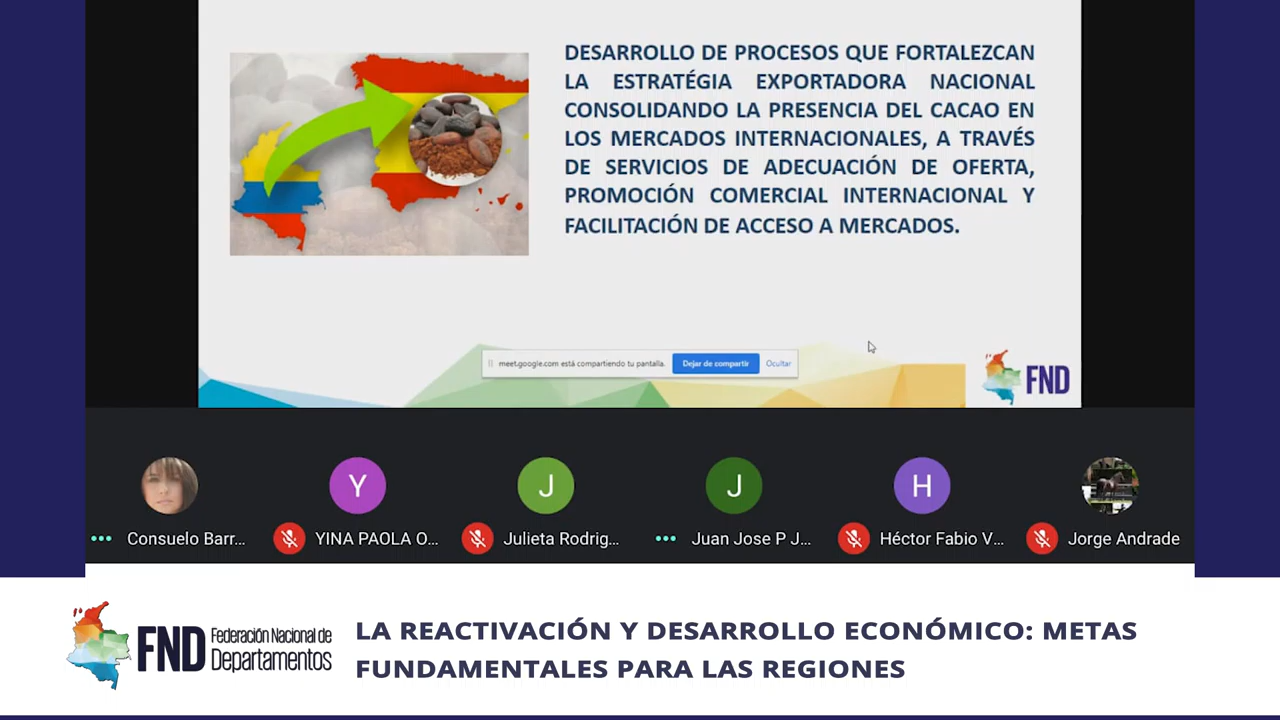 DESARROLLO DE PROCESOS QUE FORTALEZCAN
LA ESTRATÉGIA EXPORTADORA NACIONAL
CONSOLIDANDO LA PRESENCIA DEL CACAO EN
LOS MERCADOS INTERNACIONALES, A TRAVÉS
DE SERVICIOS DE ADECUACIÓN DE OFERTA,
PROMOCIÓN COMERCIAL INTERNACIONAL Y
FACILITACIÓN DE ACCESO A MERCADOS.
meet.google.com está compartiendo tu pantalla.
Dejar de compartir
Ocultar
FND
Y
J
J
H
Consuelo Barr...
YINA PAOLA O...
Julieta Rodrig...
Juan Jose P J...
Héctor Fabio V...
Jorge Andrade
FND
Federación Nacional de
Departamentos
LA REACTIVACIÓN Y DESARROLLO ECONÓMICO: METAS
FUNDAMENTALES PARA LAS REGIONES